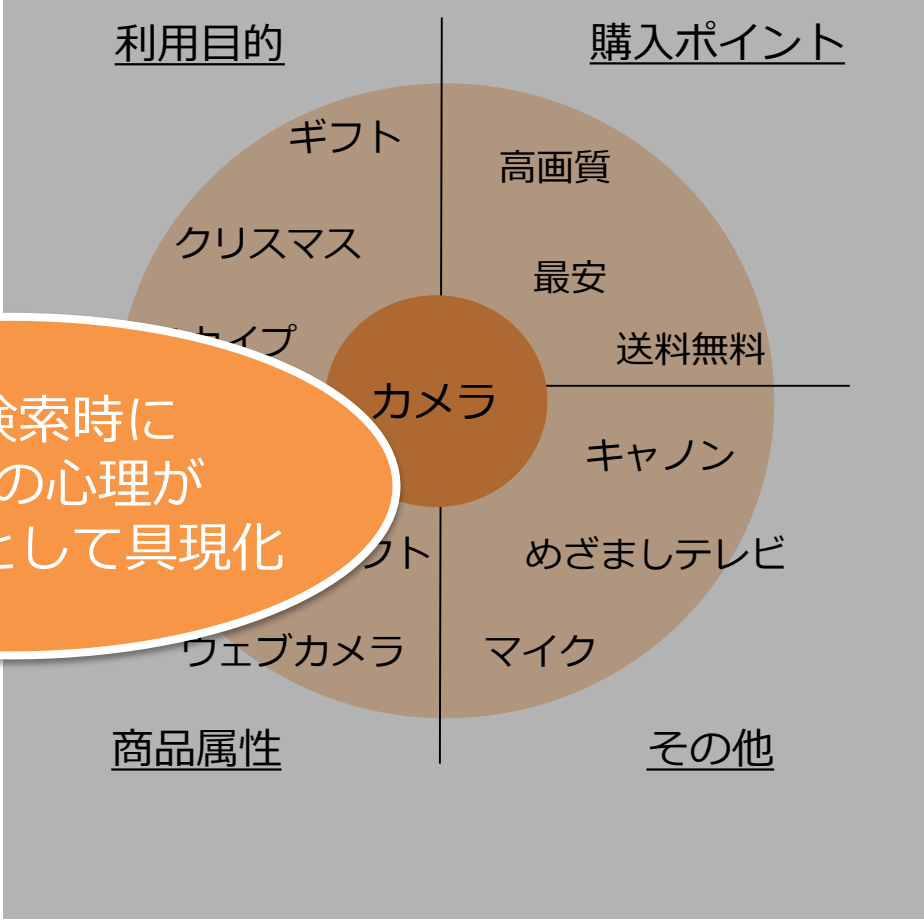 利用目的
購入ポイント
ギフト
高画質
クリスマス
最安
イプ
送料無料
カメラ
検索時に
の心理が
として具現化
キャノン
クト
めざましテレビ
ウェブカメラ
マイク
商品属性
その他